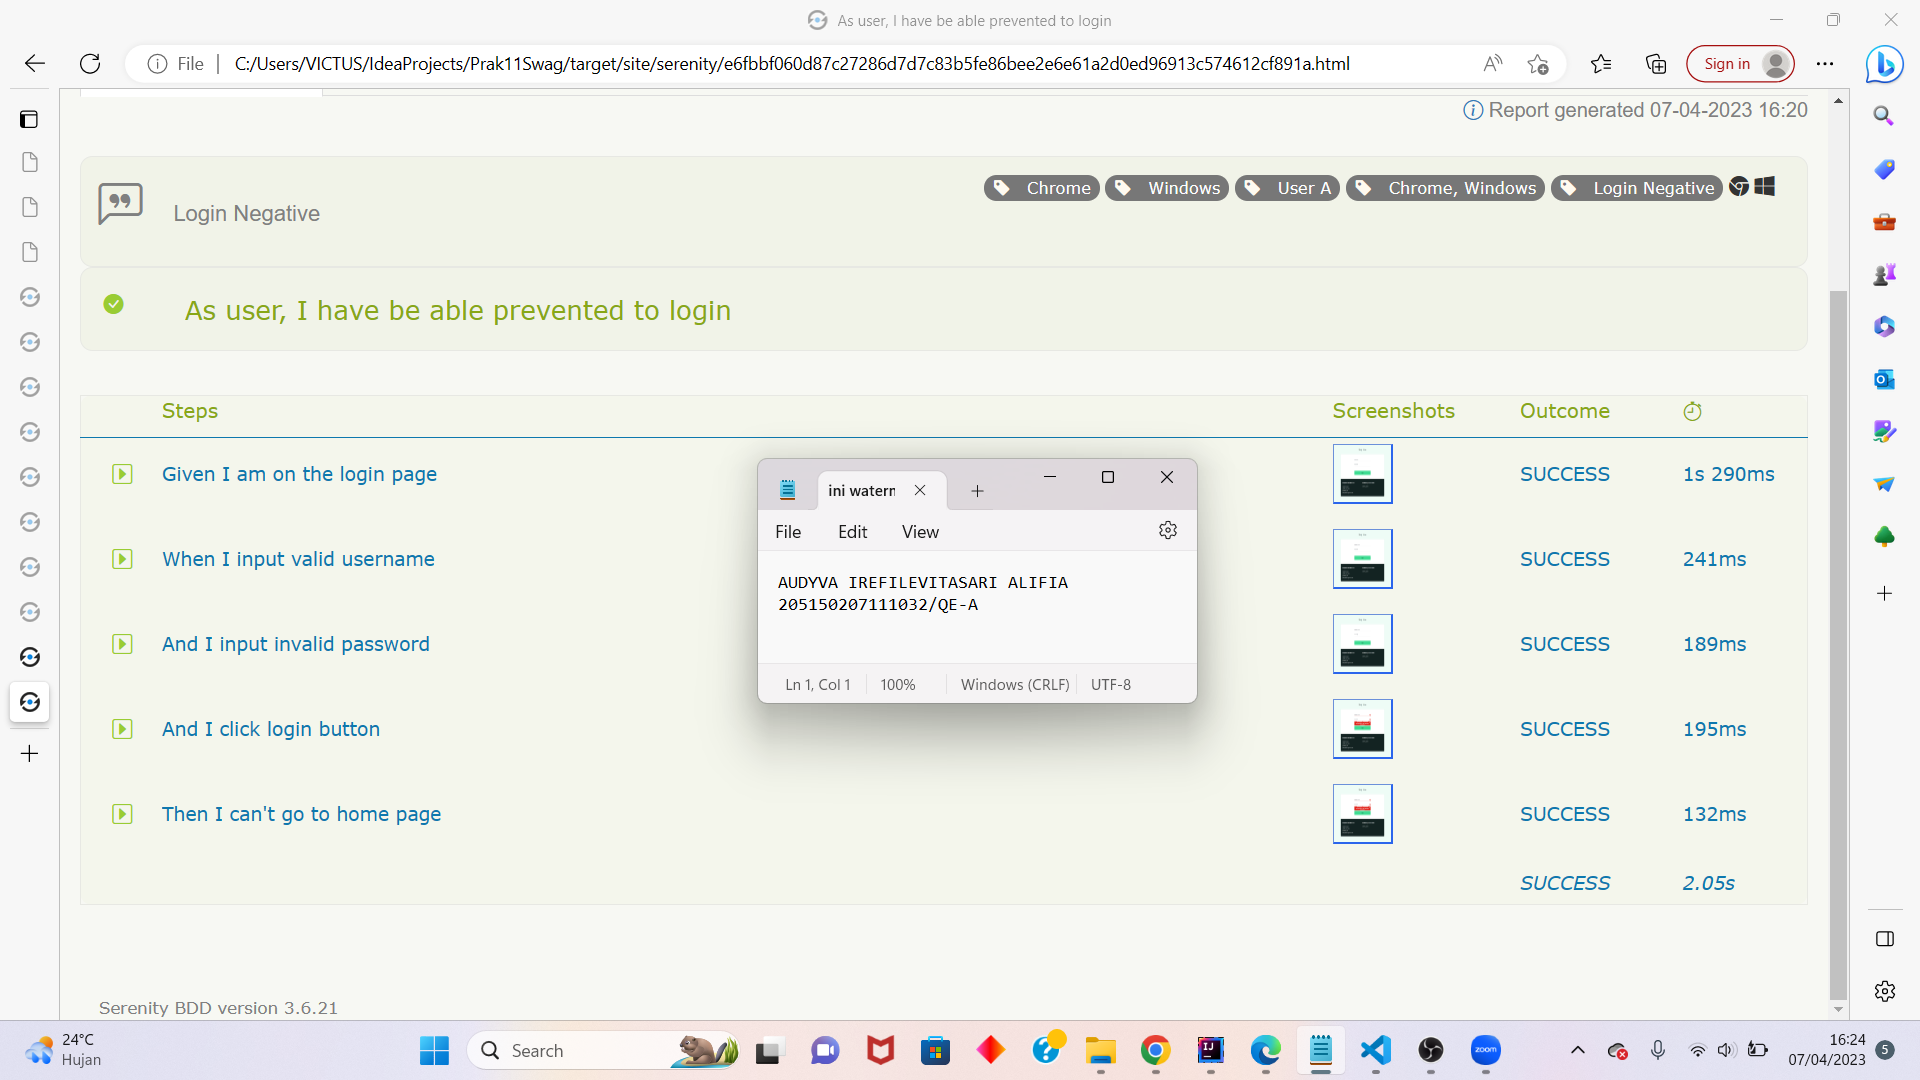 As user, I have be able prevented to login
File
C:/Users/VICTUS/IdeaProjects/Prak11Swag/target/site/serenity/e6fbbf060d87c27286d7d7c83b5fe86bee2e6e61a2d0ed96913c574612cf891a.html
Sign in
Report generated 07-04-2023 16:20
Login Negative
Chrome
Windows
User A
Chrome, Windows
Login Negative
As user, I have be able prevented to login
Steps Screenshots Outcome
Given I am on the login page SUCCESS 1s 290ms
When I input valid username SUCCESS 241ms
And I input invalid password SUCCESS 189ms
And I click login button SUCCESS 195ms
Then I can't go to home page SUCCESS 132ms
SUCCESS 2.05s
ini watern
File Edit View
AUDYVA IREFILEVITASARI ALIFIA
205150207111032/QE-A
Ln 1, Col 1 100% Windows (CRLF) UTF-8
Serenity BDD version 3.6.21
24°C
Hujan
Search
zoom
16:24
07/04/2023
5